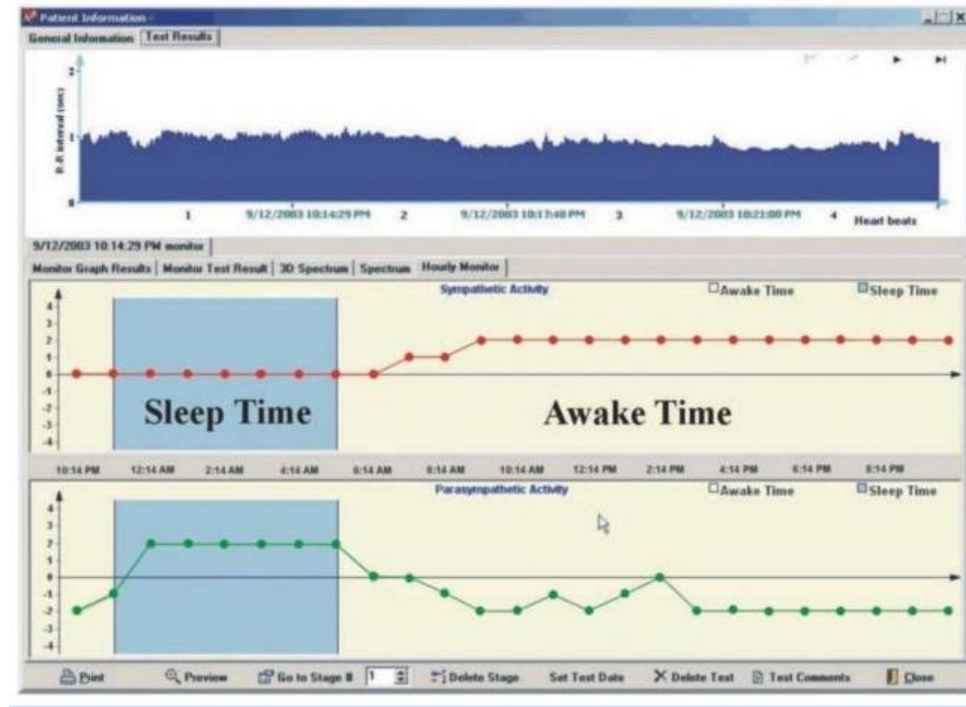 Patient Information -
General Information Test Results
R-R interval (sec)
2
1
0
1 9/12/2003 10:14:29 PM 2 9/12/2003 10:17:48 PM 3 9/12/2003 10:21:00 PM 4 Heart beats
9/12/2003 10:14:29 PM monitor
Monitor Graph Results Monitor Test Result 3D Spectrum Spectrum Hourly Monitor
Sympathetic Activity Awake Time Sleep Time
4
3
2
1
0
-1
-2
-3
-4
Sleep Time Awake Time
10:14 PM 12:14 AM 2:14 AM 4:14 AM 6:14 AM 8:14 AM 10:14 AM 12:14 PM 2:14 PM 4:14 PM 6:14 PM 8:14 PM
Parasympathetic Activity Awake Time Sleep Time
4
3
2
1
0
-1
-2
-3
-4
Print Preview Go to Stage # 1 Delete Stage Set Test Date Delete Test Test Comments Close